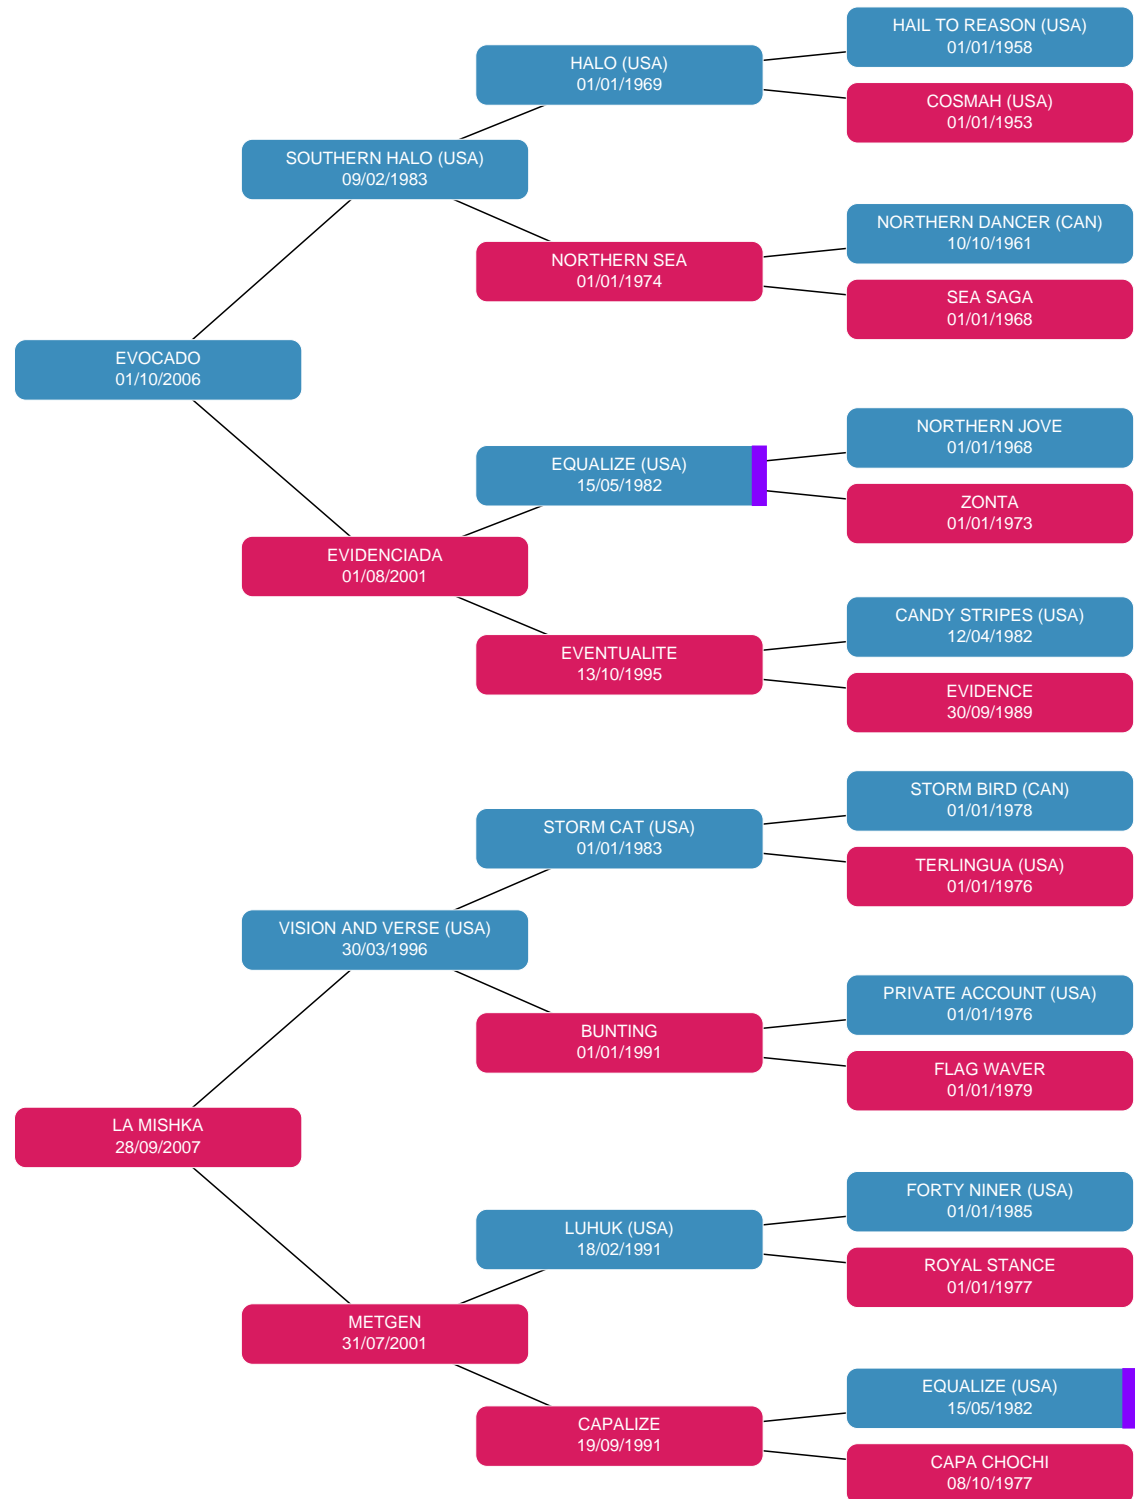 HAIL TO REASON (USA)
01/01/1958
HALO (USA)
01/01/1969
COSMAH (USA)
01/01/1953
SOUTHERN HALO (USA)
09/02/1983
NORTHERN DANCER (CAN)
10/10/1961
NORTHERN SEA
01/01/1974
SEA SAGA
01/01/1968
EVOCADO
01/10/2006
NORTHERN JOVE
01/01/1968
EQUALIZE (USA)
15/05/1982
ZONTA
01/01/1973
EVIDENCIADA
01/08/2001
CANDY STRIPES (USA)
12/04/1982
EVENTUALITE
13/10/1995
EVIDENCE
30/09/1989
STORM BIRD (CAN)
01/01/1978
STORM CAT (USA)
01/01/1983
TERLINGUA (USA)
01/01/1976
VISION AND VERSE (USA)
30/03/1996
PRIVATE ACCOUNT (USA)
01/01/1976
BUNTING
01/01/1991
FLAG WAVER
01/01/1979
LA MISHKA
28/09/2007
FORTY NINER (USA)
01/01/1985
LUHUK (USA)
18/02/1991
ROYAL STANCE
01/01/1977
METGEN
31/07/2001
EQUALIZE (USA)
15/05/1982
CAPALIZE
19/09/1991
CAPA CHOCHI
08/10/1977